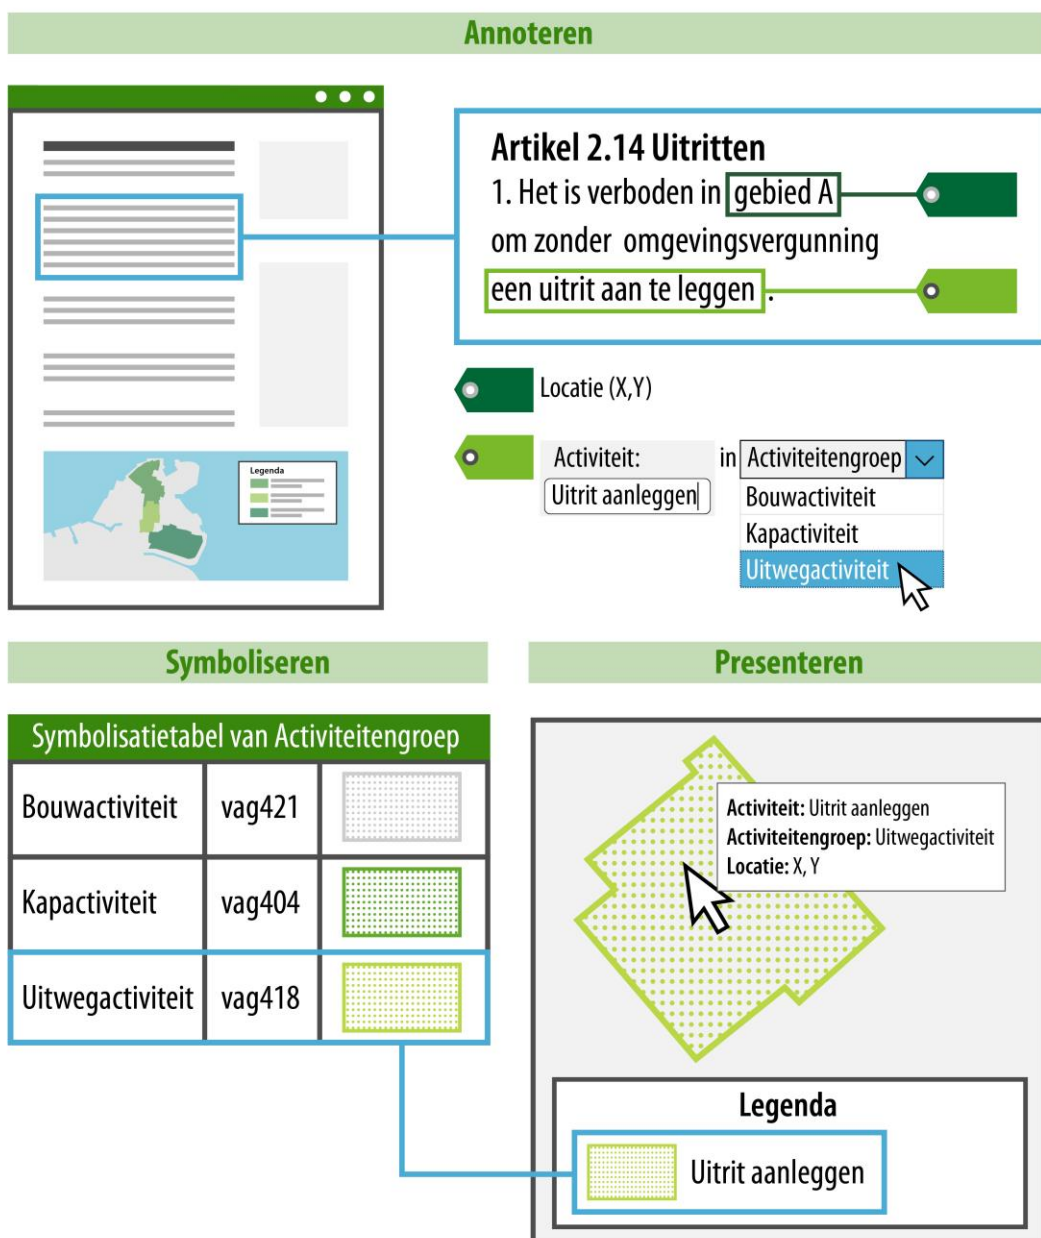 Annoteren
Artikel 2.14 Uitritten
1. Het is verboden in gebied A
om zonder omgevingsvergunning
een uitrit aan te leggen .
Locatie (X,Y)
Activiteit:
Uitrit aanleggen
in Activiteitengroep
Bouwactiviteit
Kapactiviteit
Uitwegactiviteit
Legenda
Symboliseren
Symbolisatietabel van Activiteitengroep
Bouwactiviteit vag421
Kapactiviteit vag404
Uitwegactiviteit vag418
Presenteren
Activiteit: Uitrit aanleggen
Activiteitengroep: Uitwegactiviteit
Locatie: X, Y
Legenda
Uitrit aanleggen